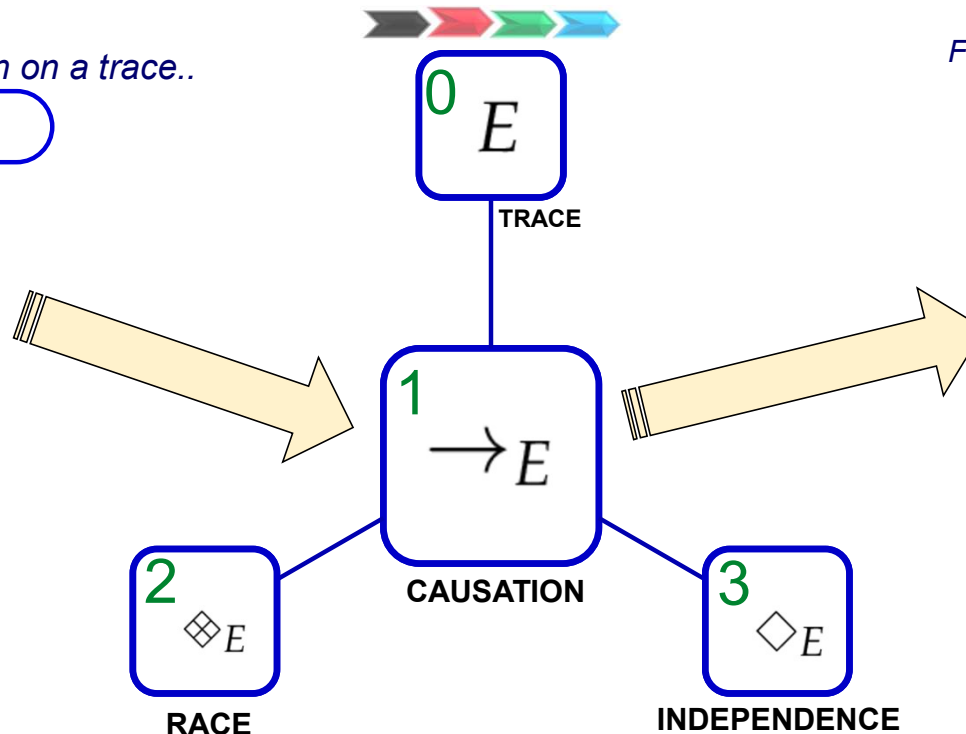 on a trace..
F
0
E
TRACE
1
→E
CAUSATION
2
E
RACE
3
◇E
INDEPENDENCE